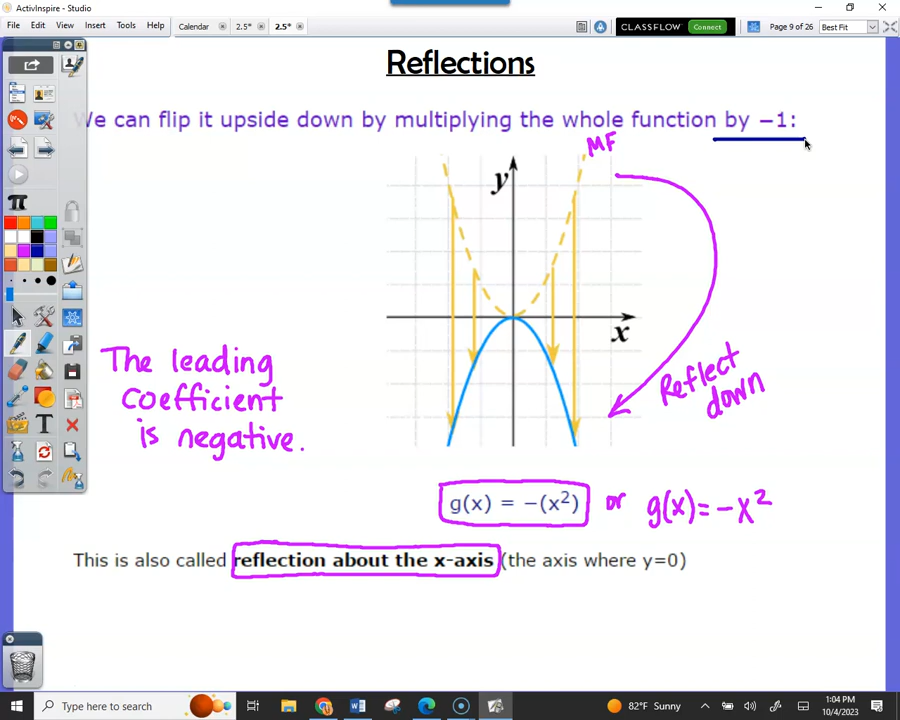 ActivInspire - Studio
File Edit View Insert Tools Help
Calendar 2.5* 2.5*
CLASSFLOW Connect
Page 9 of 26 Best Fit
Reflections
We can flip it upside down by multiplying the whole function by −1:
MF
y
x
The leading
coefficient
is negative.
Reflect
down
g(x) = −(x²) or g(x)=-x²
This is also called reflection about the x-axis (the axis where y=0)
Type here to search
82°F Sunny
1:04 PM
10/4/2023